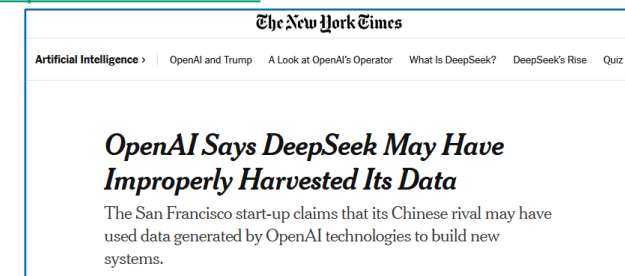 The New York Times
Artificial Intelligence › OpenAI and Trump A Look at OpenAI's Operator What Is DeepSeek? DeepSeek's Rise Quiz
OpenAI Says DeepSeek May Have
Improperly Harvested Its Data
The San Francisco start-up claims that its Chinese rival may have
used data generated by OpenAI technologies to build new
systems.